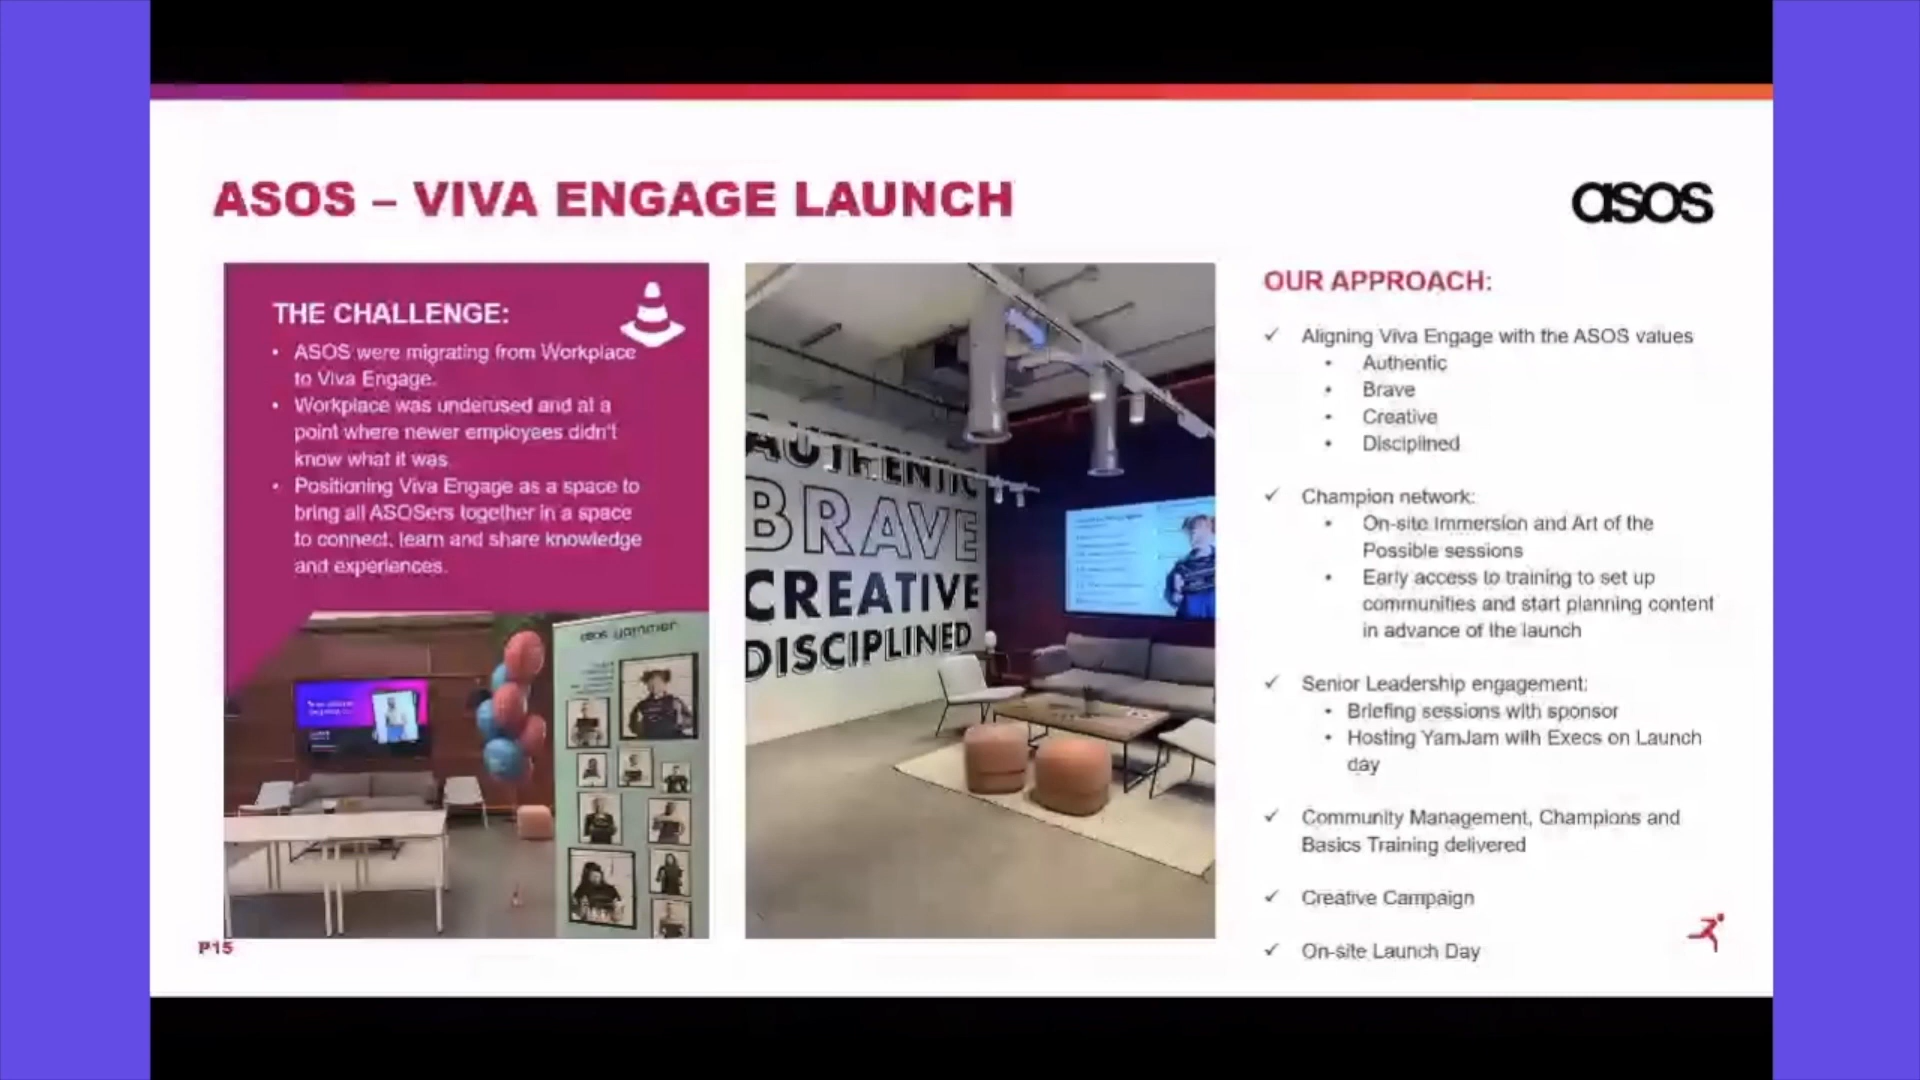 ASOS – VIVA ENGAGE LAUNCH
asos
THE CHALLENGE:
• ASOS were migrating from Workplace
to Viva Engage.
• Workplace was underused and at a
point where newer employees didn't
know what it was.
• Positioning Viva Engage as a space to
bring all ASOSers together in a space
to connect, learn and share knowledge
and experiences.
asos yammer
AUTHENTIC
BRAVE
CREATIVE
DISCIPLINED
OUR APPROACH:
✓ Aligning Viva Engage with the ASOS values
• Authentic
• Brave
• Creative
• Disciplined
✓ Champion network:
• On-site Immersion and Art of the
Possible sessions
• Early access to training to set up
communities and start planning content
in advance of the launch
✓ Senior Leadership engagement:
• Briefing sessions with sponsor
• Hosting YamJam with Execs on Launch
day
✓ Community Management, Champions and
Basics Training delivered
✓ Creative Campaign
✓ On-site Launch Day
P15